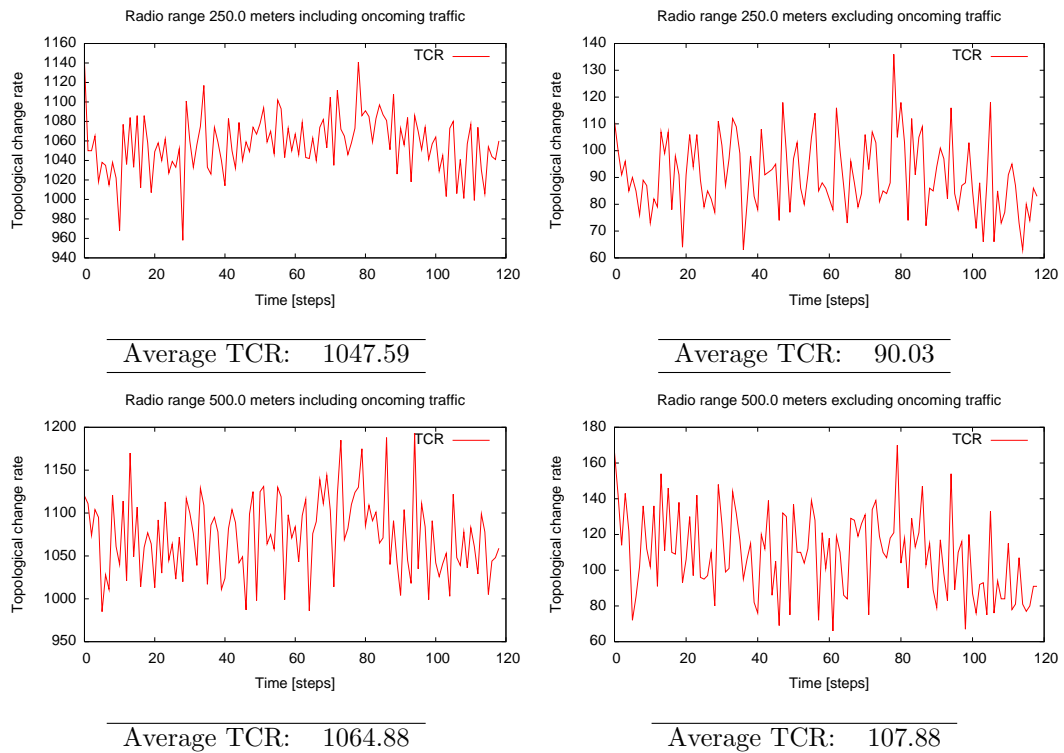 Radio range 250.0 meters including oncoming traffic
TCR
Topological change rate
1160
1140
1120
1100
1080
1060
1040
1020
1000
980
960
940
0 20 40 60 80 100 120
Time [steps]
Average TCR: 1047.59
Radio range 250.0 meters excluding oncoming traffic
TCR
Topological change rate
140
130
120
110
100
90
80
70
60
0 20 40 60 80 100 120
Time [steps]
Average TCR: 90.03
Radio range 500.0 meters including oncoming traffic
TCR
Topological change rate
1200
1150
1100
1050
1000
950
0 20 40 60 80 100 120
Time [steps]
Average TCR: 1064.88
Radio range 500.0 meters excluding oncoming traffic
TCR
Topological change rate
180
160
140
120
100
80
60
0 20 40 60 80 100 120
Time [steps]
Average TCR: 107.88